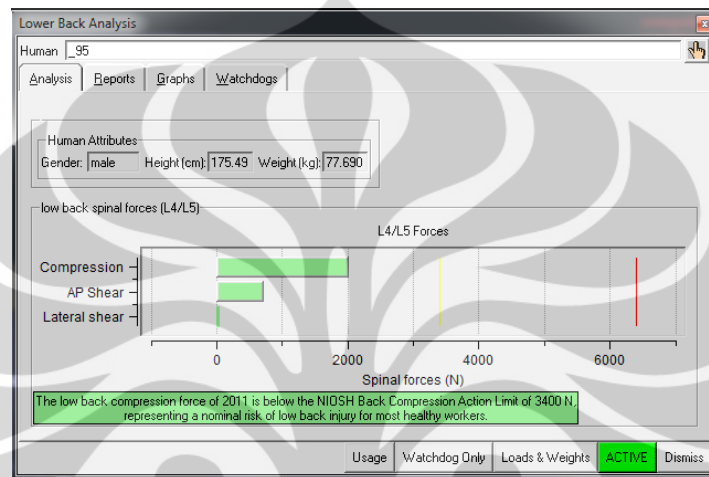 Lower Back Analysis
Human _95
Analysis Reports Graphs Watchdogs
Human Attributes
Gender: male Height (cm): 175.49 Weight (kg): 77.690
low back spinal forces (L4/L5)
L4/L5 Forces
Compression
AP Shear
Lateral shear
0 2000 4000 6000
Spinal forces (N)
The low back compression force of 2011 is below the NIOSH Back Compression Action Limit of 3400 N,
representing a nominal risk of low back injury for most healthy workers.
Usage Watchdog Only Loads & Weights ACTIVE Dismiss